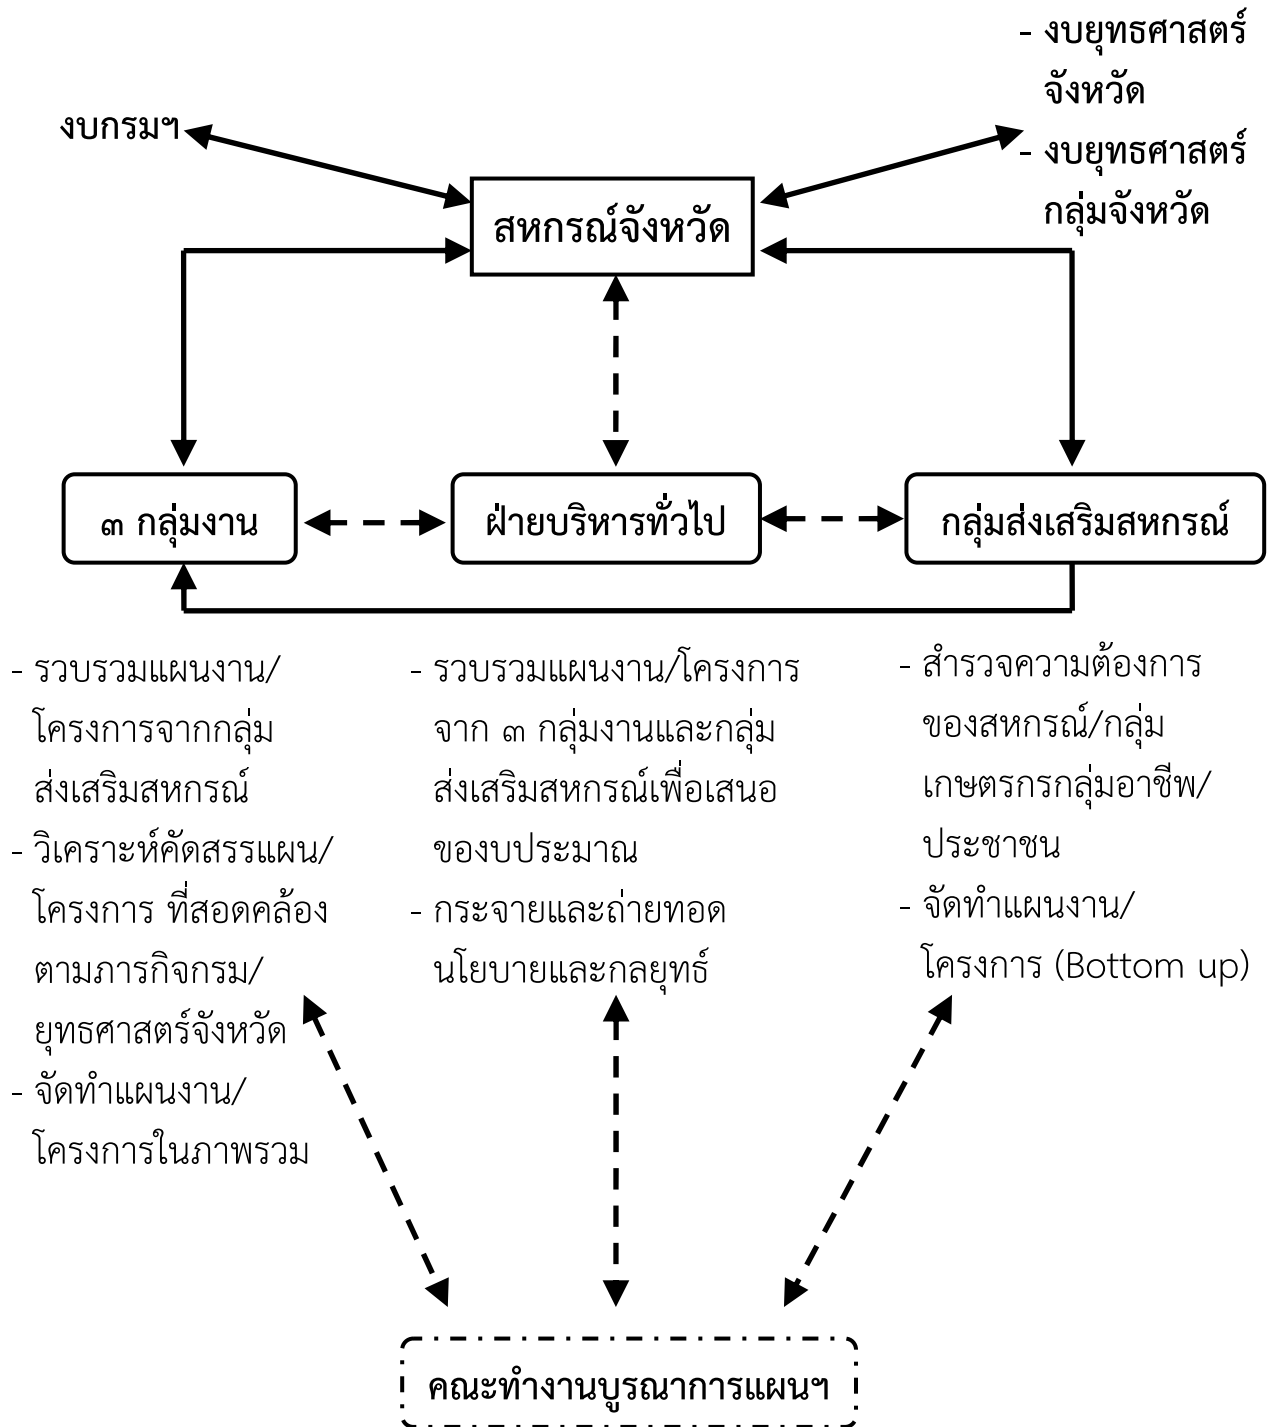 - งบยุทธศาสตร์
จังหวัด
- งบยุทธศาสตร์
กลุ่มจังหวัด
งบกรมฯ
สหกรณ์จังหวัด
๓ กลุ่มงาน
ฝ่ายบริหารทั่วไป
กลุ่มส่งเสริมสหกรณ์
- รวบรวมแผนงาน/
โครงการจากกลุ่ม
ส่งเสริมสหกรณ์
- วิเคราะห์คัดสรรแผน/
โครงการ ที่สอดคล้อง
ตามภารกิจกรม/
ยุทธศาสตร์จังหวัด
- จัดทำแผนงาน/
โครงการในภาพรวม
- รวบรวมแผนงาน/โครงการ
จาก ๓ กลุ่มงานและกลุ่ม
ส่งเสริมสหกรณ์เพื่อเสนอ
ของบประมาณ
- กระจายและถ่ายทอด
นโยบายและกลยุทธ์
- สำรวจความต้องการ
ของสหกรณ์/กลุ่ม
เกษตรกรกลุ่มอาชีพ/
ประชาชน
- จัดทำแผนงาน/
โครงการ (Bottom up)
คณะทำงานบูรณาการแผนฯ